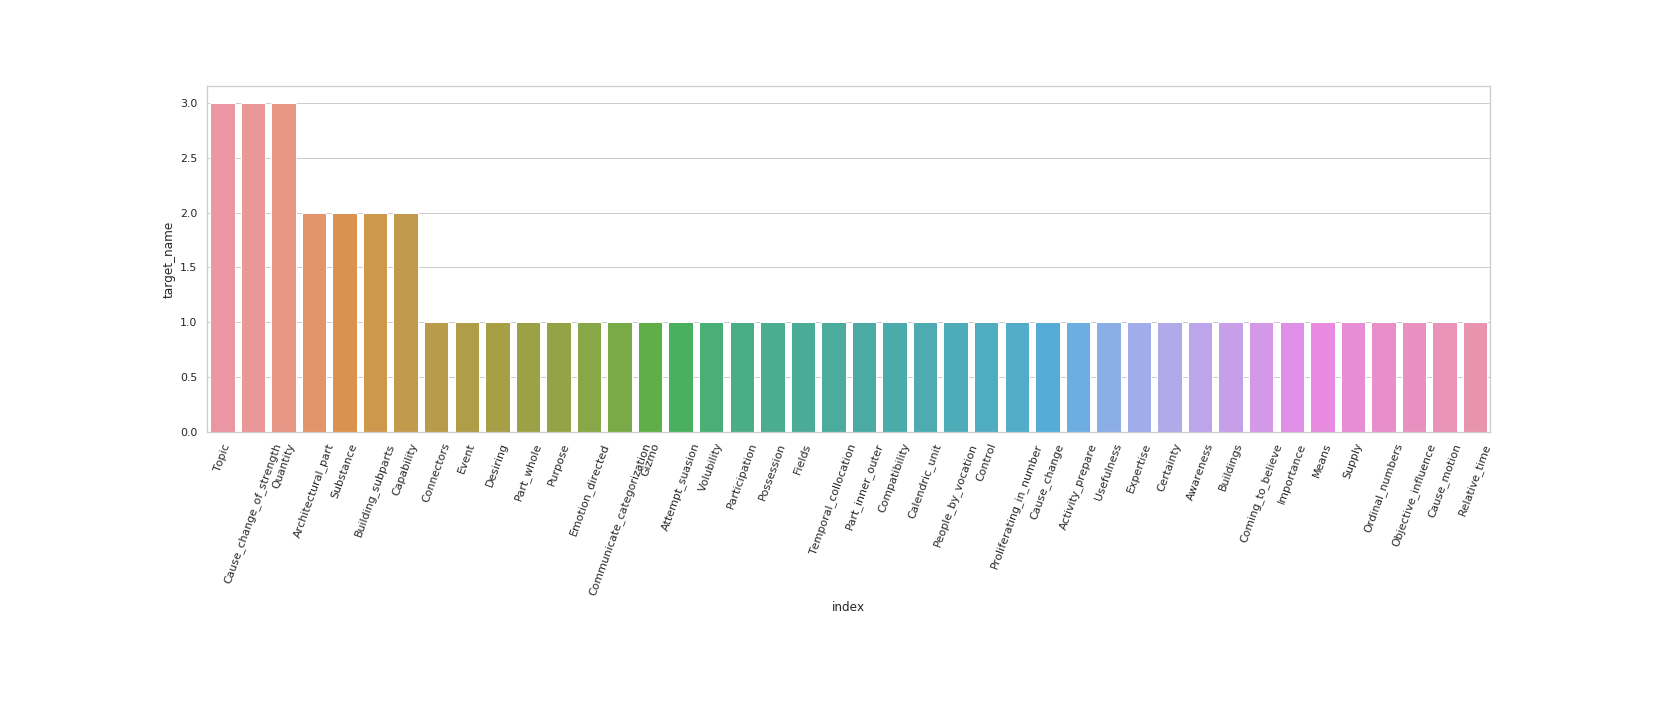 3.0
2.5
2.0
1.5
1.0
0.5
0.0
target_name
Topic
Cause_change_of_strength
Quantity
Architectural_part
Substance
Building_subparts
Capability
Connectors
Event
Desiring
Part_whole
Purpose
Emotion_directed
Communicate_categorization
Gizmo
Attempt_suasion
Volubility
Participation
Possession
Fields
Temporal_collocation
Part_inner_outer
Compatibility
Calendric_unit
People_by_vocation
Control
Proliferating_in_number
Cause_change
Activity_prepare
Usefulness
Expertise
Certainty
Awareness
Buildings
Coming_to_believe
Importance
Means
Supply
Ordinal_numbers
Objective_influence
Cause_motion
Relative_time
index